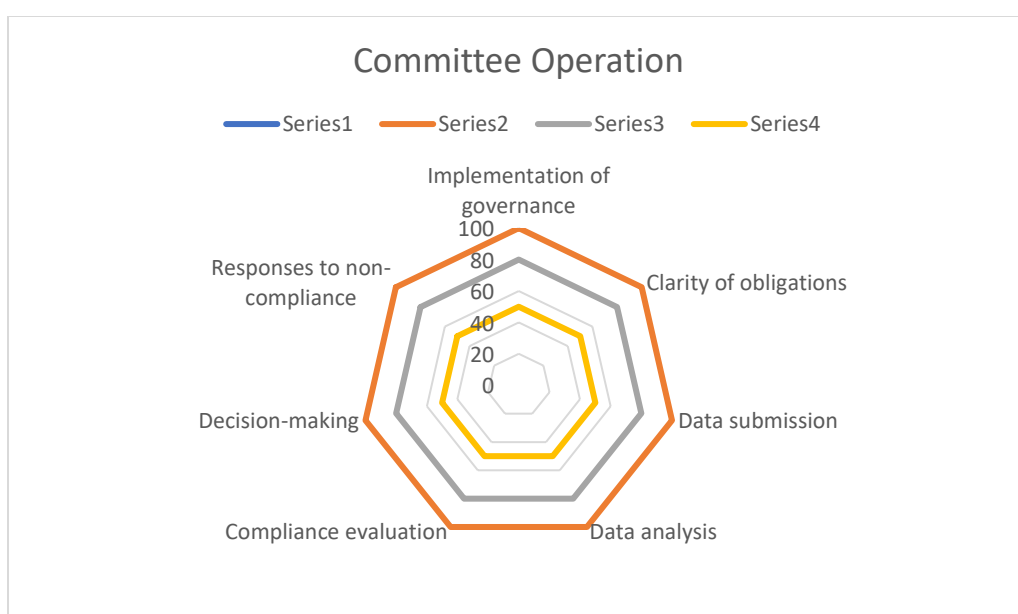 Committee Operation
Series1 Series2 Series3 Series4
Implementation of
governance
100
80
60
40
20
0
Clarity of obligations
Data submission
Data analysis
Compliance evaluation
Decision-making
Responses to non-
compliance